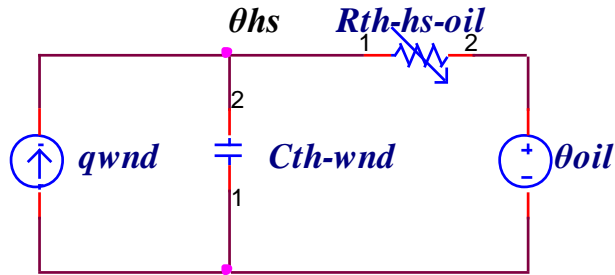 θhs
Rth-hs-oil
1
2
2
qwnd
Cth-wnd
+
-
θoil
1